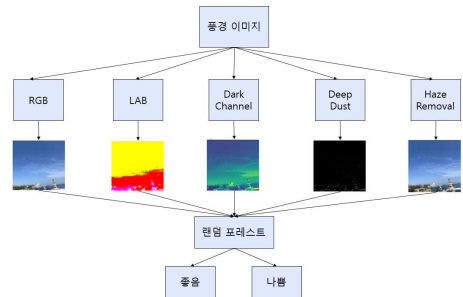 풍경 이미지
RGB
LAB
Dark
Channel
Deep
Dust
Haze
Removal
랜덤 포레스트
좋음
나쁨